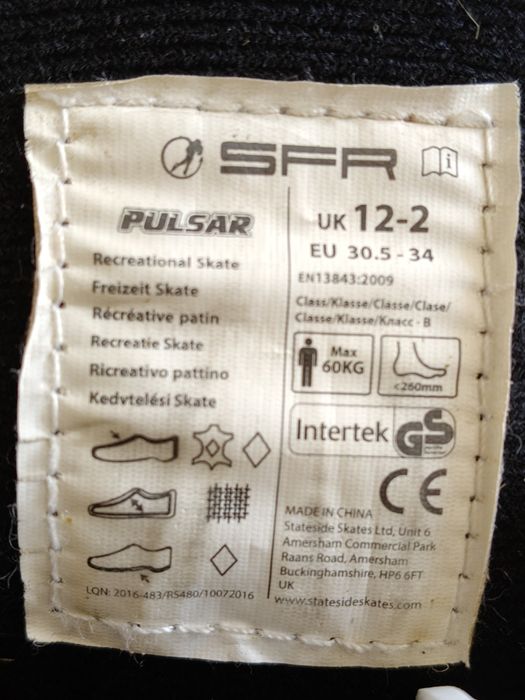 SFR
i
PULSAR
Recreational Skate
Freizeit Skate
Récréative patin
Recreatie Skate
Ricreativo pattino
Kedvtelési Skate
LQN: 2016-483/RS480/10072016
UK 12-2
EU 30.5 - 34
EN13843:2009
Class/Klasse/Classe/Clase/
Classe/Klasse/Класс - B
Max
60KG
<260mm
Intertek GS
CE
MADE IN CHINA
Stateside Skates Ltd, Unit 6
Amersham Commercial Park
Raans Road, Amersham
Buckinghamshire, HP6 6FT
UK
www.statesideskates.com